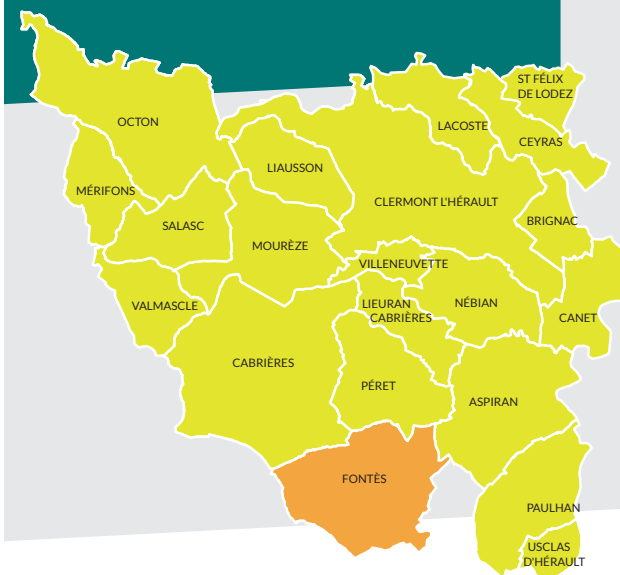 ST FÉLIX
DE LODEZ
OCTON
LACOSTE
CEYRAS
LIAUSSON
MÉRIFONS
CLERMONT L'HÉRAULT
SALASC
BRIGNAC
MOURÈZE
VILLENEUVETTE
VALMASCLE
LIEURAN
CABRIÈRES
NÉBIAN
CANET
CABRIÈRES
PÉRET
ASPIRAN
FONTÈS
PAULHAN
USCLAS
D'HÉRAULT